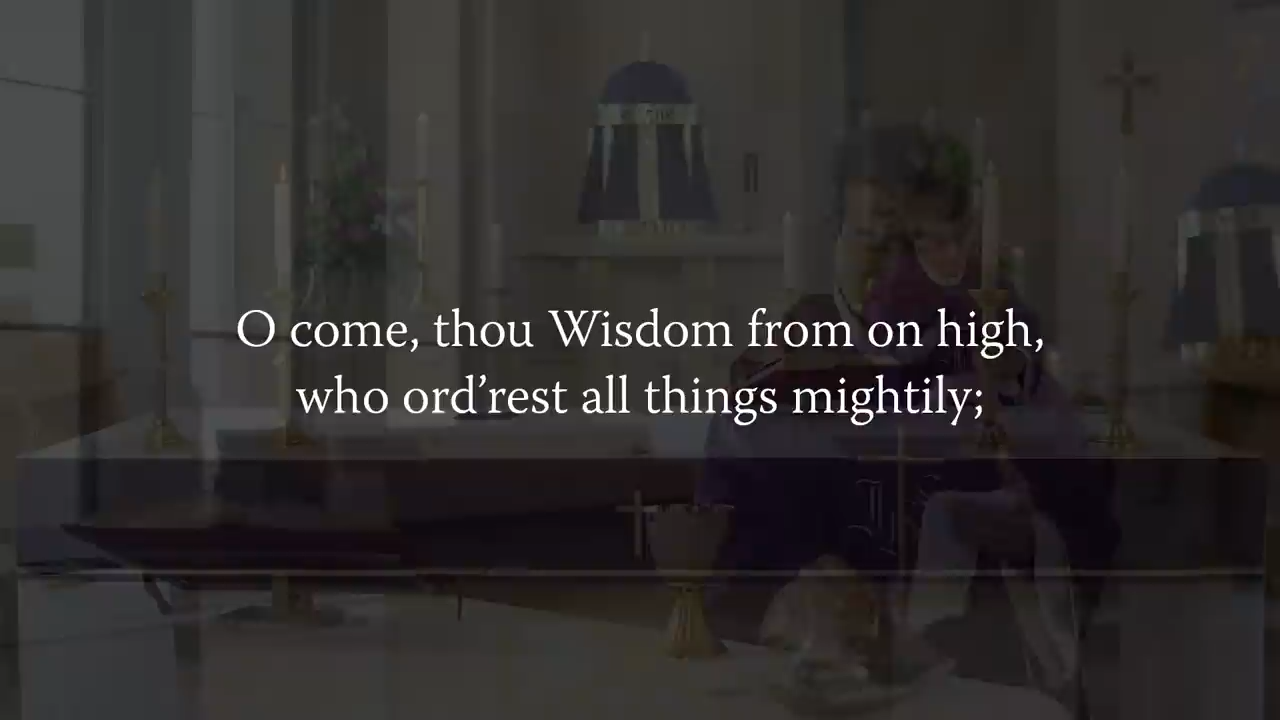 O come, thou Wisdom from on high,
who ord’rest all things mightily;